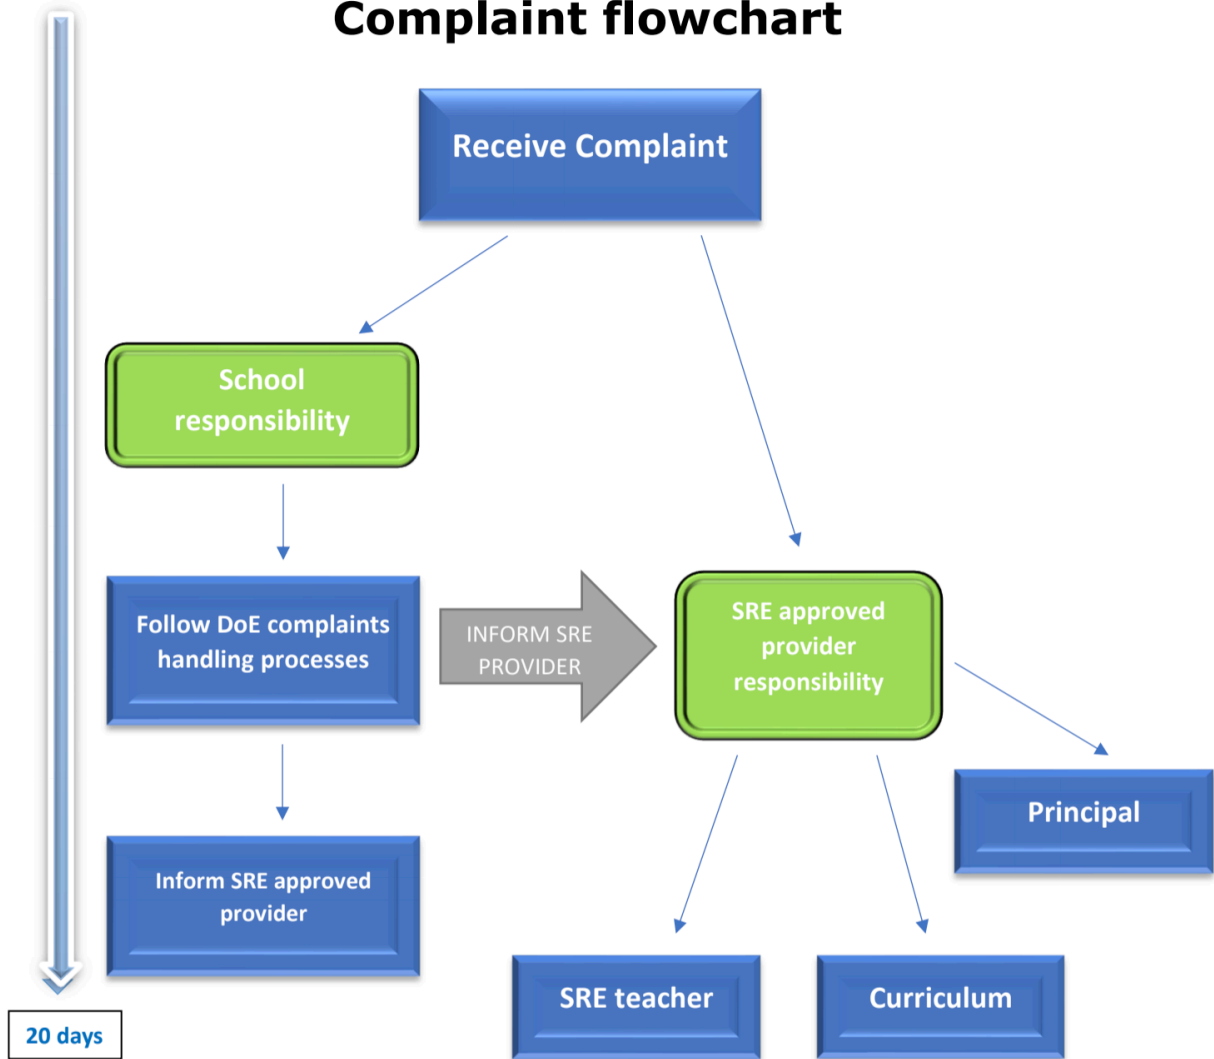 Complaint flowchart
Receive Complaint
School
responsibility
Follow DoE complaints
handling processes
INFORM SRE
PROVIDER
SRE approved
provider
responsibility
Principal
Inform SRE approved
provider
SRE teacher
Curriculum
20 days